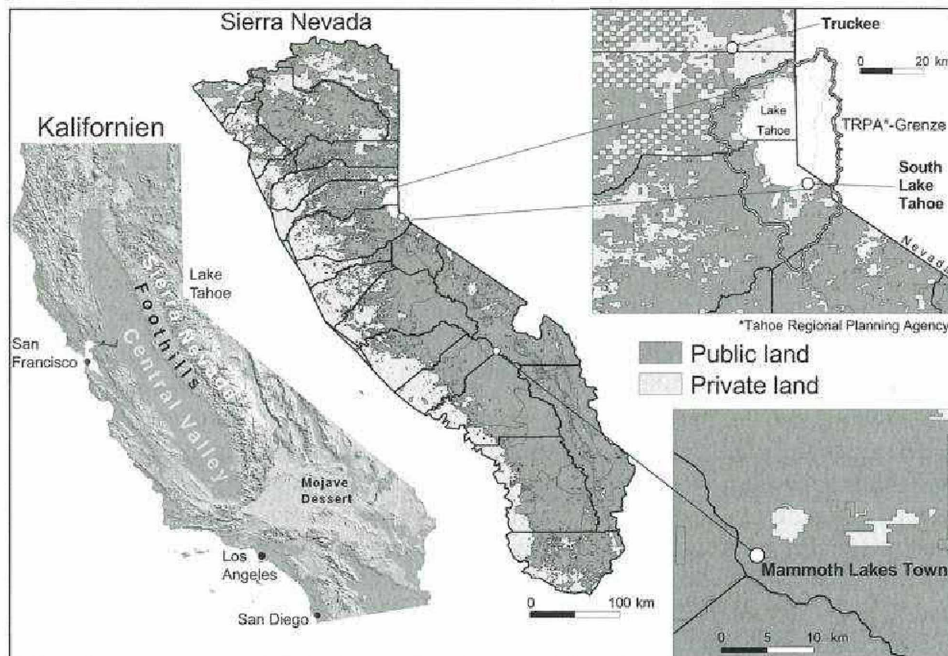 Sierra Nevada
Kalifornien
Lake
Tahoe
San
Francisco
Sierra Nevada
Foothills
Central Valley
Mojave
Dessert
Los
Angeles
San Diego
0 100 km
Truckee
0 20 km
Lake
Tahoe
TRPA*-Grenze
South
Lake
Tahoe
Nevada
*Tahoe Regional Planning Agency
Public land
Private land
Mammoth Lakes Town
0 5 10 km